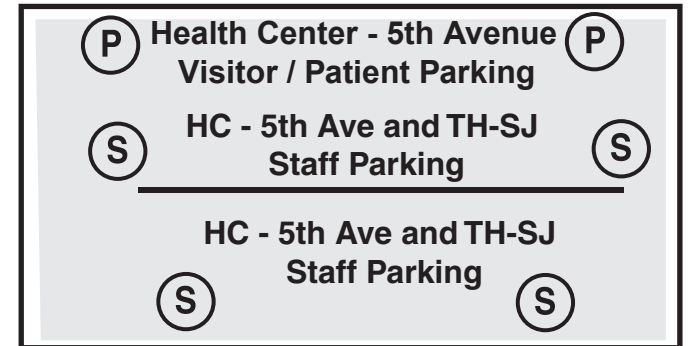 P Health Center - 5th Avenue P
Visitor / Patient Parking
S HC - 5th Ave and TH-SJ S
Staff Parking
HC - 5th Ave and TH-SJ
Staff Parking
S S